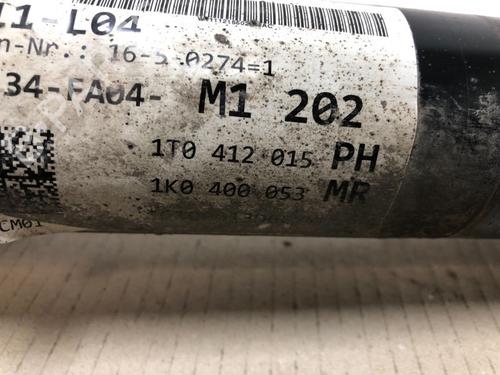 11-L04
n-Nr.: 16-5-0274=1
34-FA04- M1 202
1T0 412 015 PH
1K0 400 053 MR
CM01